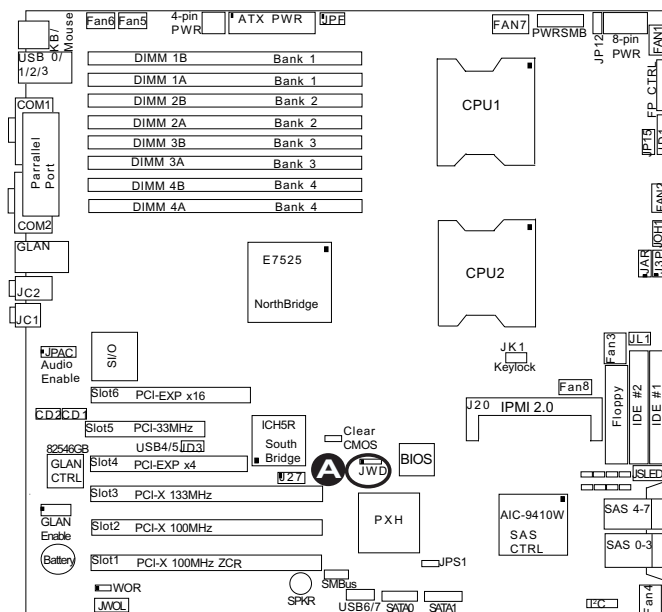 Fan6 Fan5
4-pin
PWR
ATX PWR
JPF
FAN7
PWRSMB
JP12
8-pin
PWR
FAN1
KB/
Mouse
USB 0/
1/2/3
DIMM 1B Bank 1
DIMM 1A Bank 1
DIMM 2B Bank 2
DIMM 2A Bank 2
DIMM 3B Bank 3
DIMM 3A Bank 3
DIMM 4B Bank 4
DIMM 4A Bank 4
CPU1
FP CTRL
JP15
JD1
COM1
Parrallel
Port
COM2
FAN2
GLAN
E7525
NorthBridge
CPU2
JOH1
JAR
J3P
JC2
JC1
JPAC
Audio
Enable
SI/O
JK1
Keylock
Fan3
JL1
Slot6 PCI-EXP x16
Fan8
J20 IPMI 2.0
Floppy
IDE #2
IDE #1
CD2 CD1
Slot5 PCI-33MHz
ICH5R
South
Bridge
Clear
CMOS
82546GB
GLAN
CTRL
USB4/5 JD3
Slot4 PCI-EXP x4
J27
A
JWD
BIOS
JSLED
Slot3 PCI-X 133MHz
GLAN
Enable
Slot2 PCI-X 100MHz
PXH
AIC-9410W
SAS
CTRL
SAS 4-7
SAS 0-3
Battery
Slot1 PCI-X 100MHz ZCR
JPS1
WOR
JWOL
SPKR
SMBus
USB6/7
SATA0
SATA1
I²C
Fan4